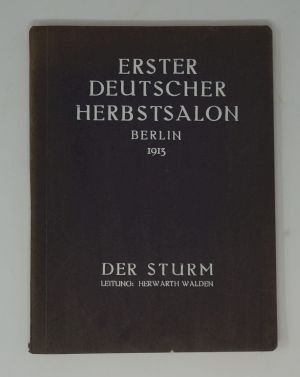 ERSTER
DEUTSCHER
HERBSTSALON
BERLIN
1913
DER STURM
LEITUNG: HERWARTH WALDEN